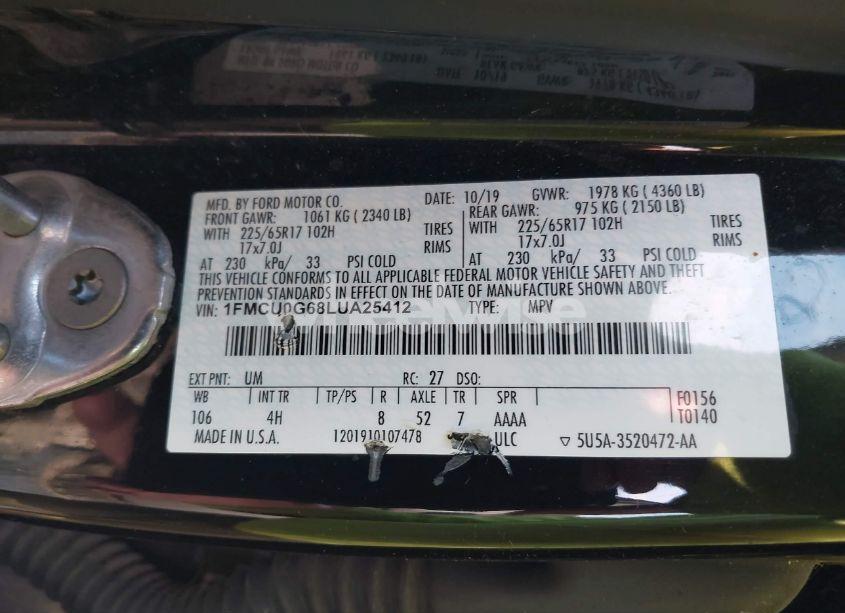 MFD. BY FORD MOTOR CO. DATE: 10/19 GVWR: 1978 KG ( 4360 LB)
FRONT GAWR: 1061 KG ( 2340 LB) REAR GAWR: 975 KG ( 2150 LB)
WITH 225/65R17 102H TIRES WITH 225/65R17 102H TIRES
17x7.0J RIMS 17x7.0J RIMS
AT 230 kPa/ 33 PSI COLD AT 230 kPa/ 33 PSI COLD
THIS VEHICLE CONFORMS TO ALL APPLICABLE FEDERAL MOTOR VEHICLE SAFETY AND THEFT
PREVENTION STANDARDS IN EFFECT ON THE DATE OF MANUFACTURE SHOWN ABOVE.
VIN: 1FMCU0G68LUA25412 TYPE: MPV
EXT PNT: UM RC: 27 DSO:
WB INT TR TP/PS R AXLE TR SPR F0156
106 4H 8 52 7 AAAA T0140
MADE IN U.S.A. 1201910107478 ULC ▽ 5U5A-3520472-AA